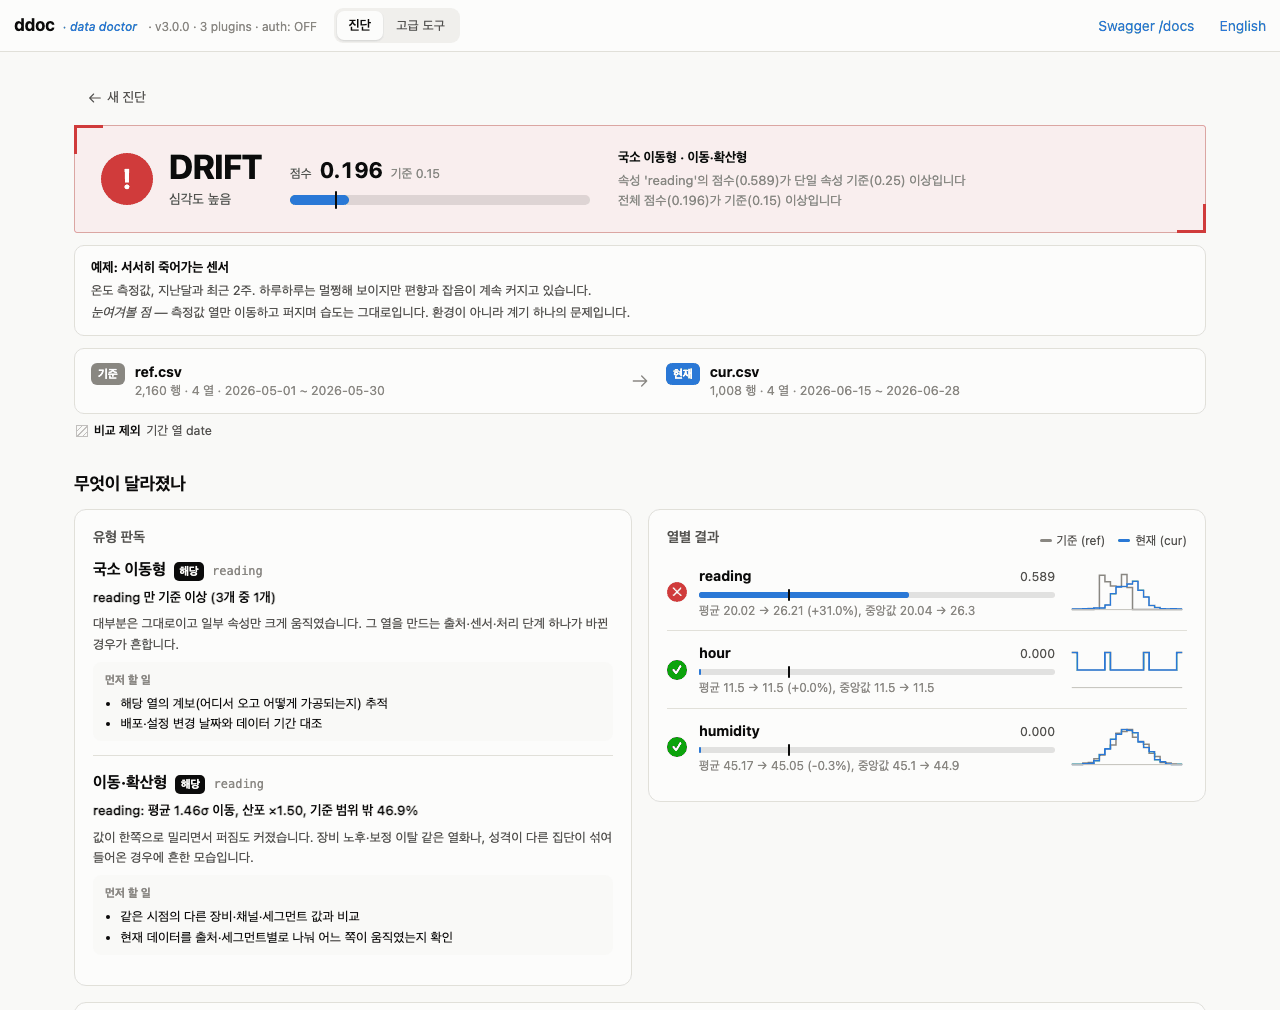 ddoc · data doctor · v3.0.0 · 3 plugins · auth: OFF 진단 고급 도구 Swagger /docs English
← 새 진단
! DRIFT
심각도 높음
점수 0.196 기준 0.15
국소 이동형 · 이동·확산형
속성 'reading'의 점수(0.589)가 단일 속성 기준(0.25) 이상입니다
전체 점수(0.196)가 기준(0.15) 이상입니다
예제: 서서히 죽어가는 센서
온도 측정값, 지난달과 최근 2주. 하루하루는 멀쩡해 보이지만 편향과 잡음이 계속 커지고 있습니다.
눈여겨볼 점 — 측정값 열만 이동하고 퍼지며 습도는 그대로입니다. 환경이 아니라 계기 하나의 문제입니다.
기준 ref.csv
2,160 행 · 4 열 · 2026-05-01 ~ 2026-05-30
→
현재 cur.csv
1,008 행 · 4 열 · 2026-06-15 ~ 2026-06-28
비교 제외 기간 열 date
무엇이 달라졌나
유형 판독
국소 이동형 해당 reading
reading 만 기준 이상 (3개 중 1개)
대부분은 그대로이고 일부 속성만 크게 움직였습니다. 그 열을 만드는 출처·센서·처리 단계 하나가 바뀐
경우가 흔합니다.
먼저 할 일
• 해당 열의 계보(어디서 오고 어떻게 가공되는지) 추적
• 배포·설정 변경 날짜와 데이터 기간 대조
이동·확산형 해당 reading
reading: 평균 1.46σ 이동, 산포 ×1.50, 기준 범위 밖 46.9%
값이 한쪽으로 밀리면서 퍼짐도 커졌습니다. 장비 노후·보정 이탈 같은 열화나, 성격이 다른 집단이 섞여
들어온 경우에 흔한 모습입니다.
먼저 할 일
• 같은 시점의 다른 장비·채널·세그먼트 값과 비교
• 현재 데이터를 출처·세그먼트별로 나눠 어느 쪽이 움직였는지 확인
열별 결과
기준 (ref) 현재 (cur)
reading 0.589
평균 20.02 → 26.21 (+31.0%), 중앙값 20.04 → 26.3
hour 0.000
평균 11.5 → 11.5 (+0.0%), 중앙값 11.5 → 11.5
humidity 0.000
평균 45.17 → 45.05 (-0.3%), 중앙값 45.1 → 44.9